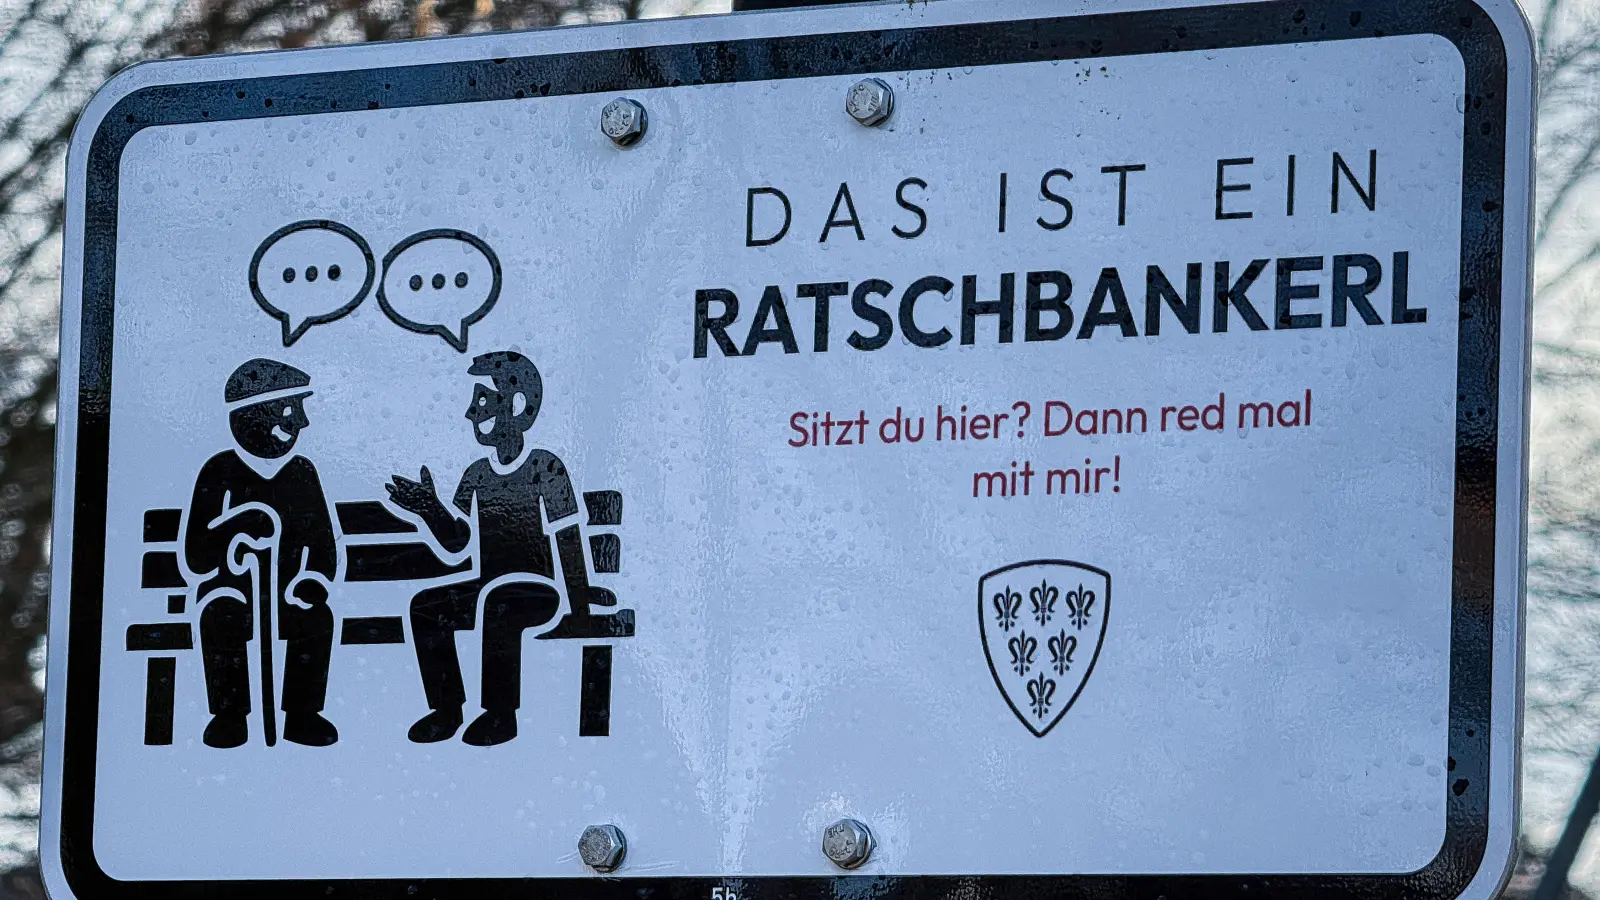 DAS IST EIN
RATSCHBANKERL
Sitzt du hier? Dann red mal
mit mir!